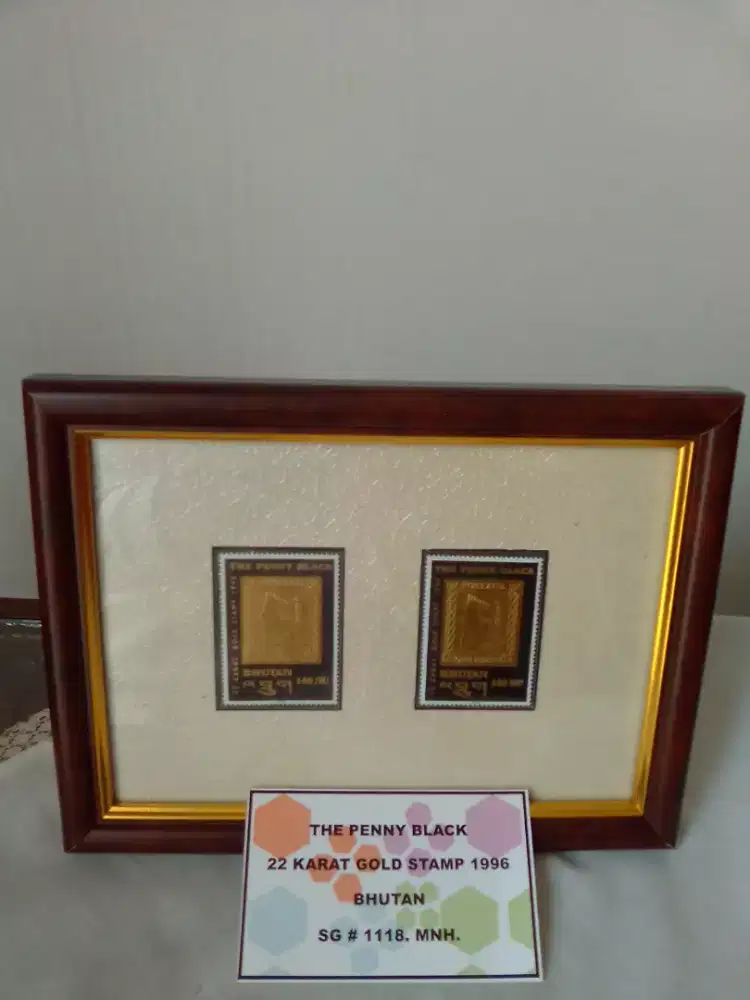 THE PENNY BLACK
BHUTAN
THE PENNY BLACK
BHUTAN
THE PENNY BLACK
22 KARAT GOLD STAMP 1996
BHUTAN
SG # 1118. MNH.